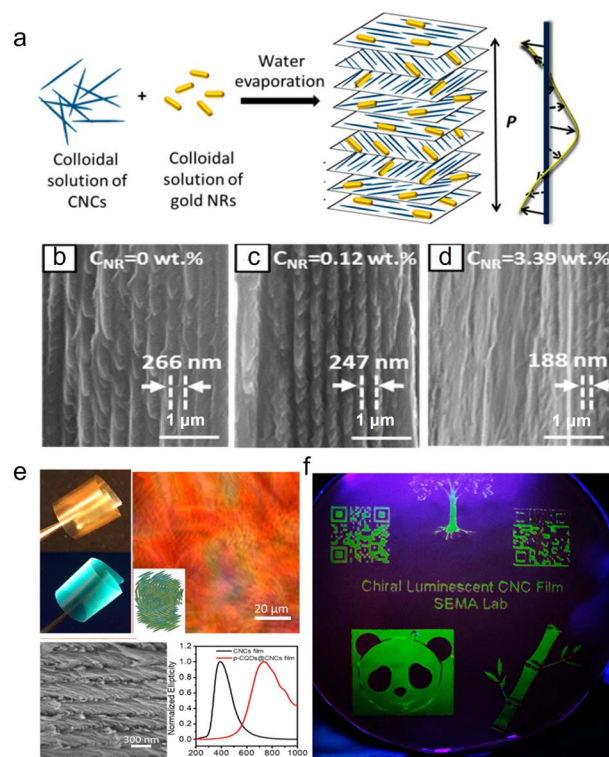 a
Colloidal
solution of
CNCs
+
Colloidal
solution of
gold NRs
Water
evaporation
P
b
C_NR=0 wt.%
266 nm
1 µm
c
C_NR=0.12 wt.%
247 nm
1 µm
d
C_NR=3.39 wt.%
188 nm
1 µm
e
20 µm
300 nm
Normalized Elipticity
1.0
0.8
0.6
0.4
0.2
0.0
CNCs film
p-CQDs@CNCs film
200 400 600 800 1000
f
Chiral Luminescent CNC Film
SEMA Lab